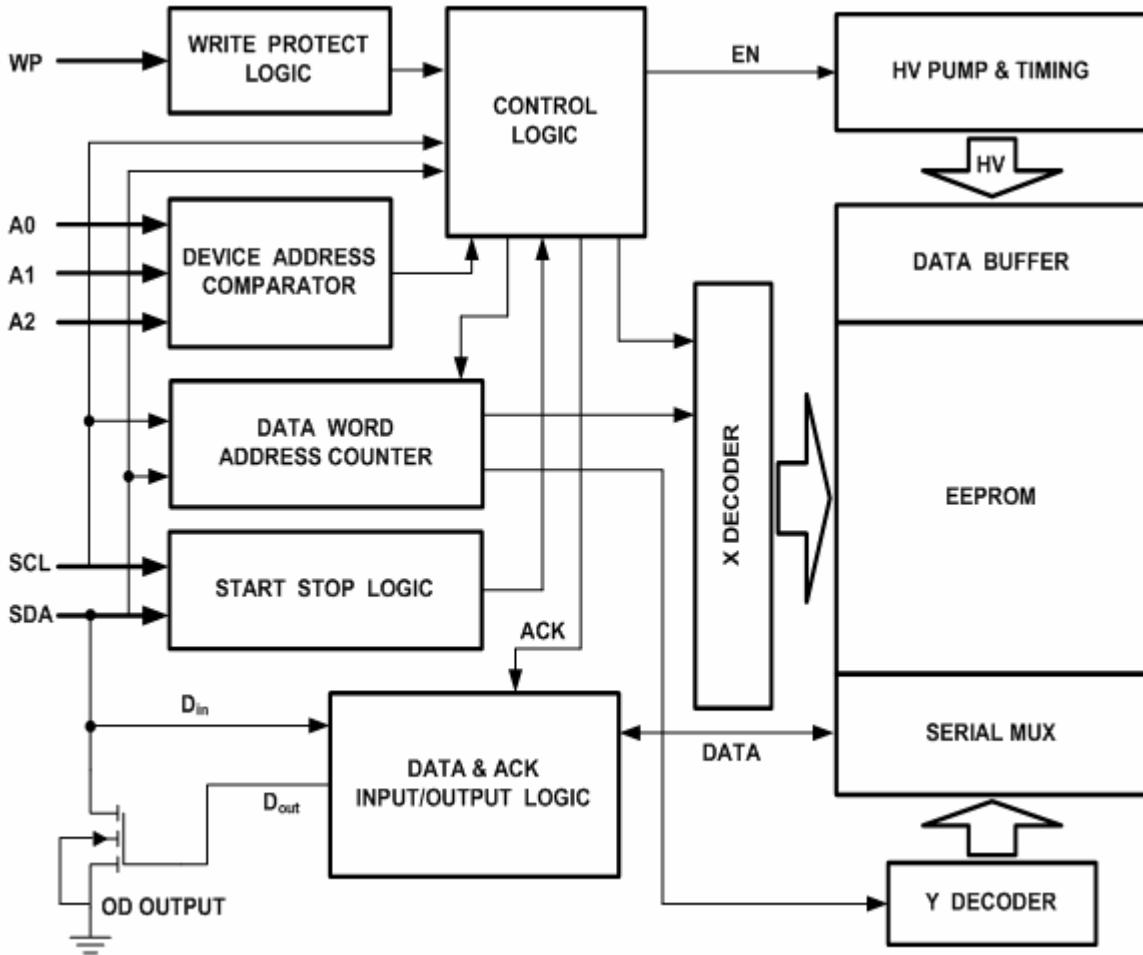 WP
WRITE PROTECT
LOGIC
CONTROL
LOGIC
EN
HV PUMP & TIMING
HV
A0
A1
A2
DEVICE ADDRESS
COMPARATOR
DATA BUFFER
DATA WORD
ADDRESS COUNTER
X DECODER
EEPROM
SCL
SDA
START STOP LOGIC
ACK
Din
DATA & ACK
INPUT/OUTPUT LOGIC
DATA
SERIAL MUX
Dout
OD OUTPUT
Y DECODER